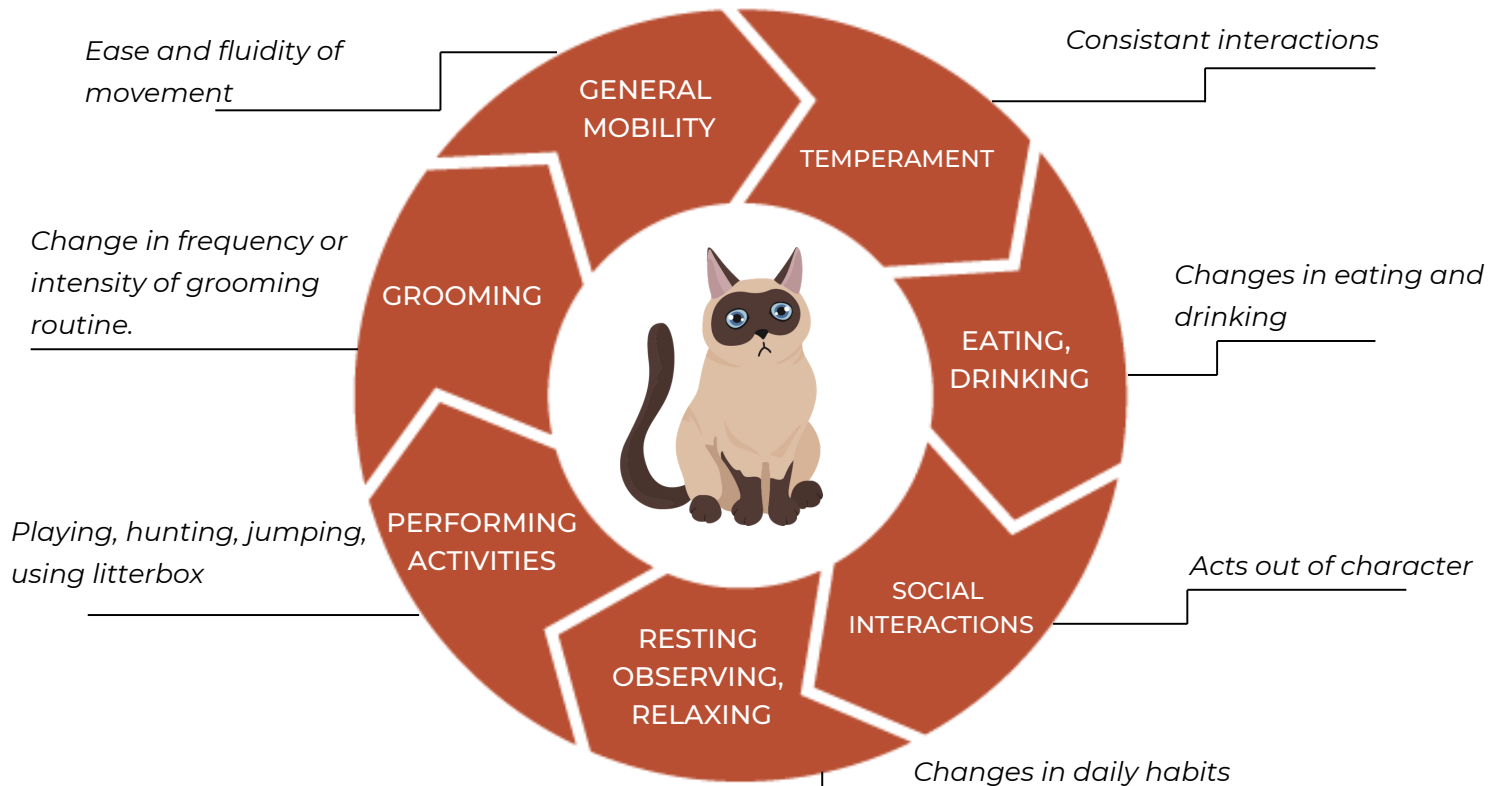 Ease and fluidity of
movement
GENERAL
MOBILITY
Consistant interactions
TEMPERAMENT
Change in frequency or
intensity of grooming
routine.
GROOMING
Changes in eating and
drinking
EATING,
DRINKING
Playing, hunting, jumping,
using litterbox
PERFORMING
ACTIVITIES
Acts out of character
SOCIAL
INTERACTIONS
RESTING
OBSERVING,
RELAXING
Changes in daily habits